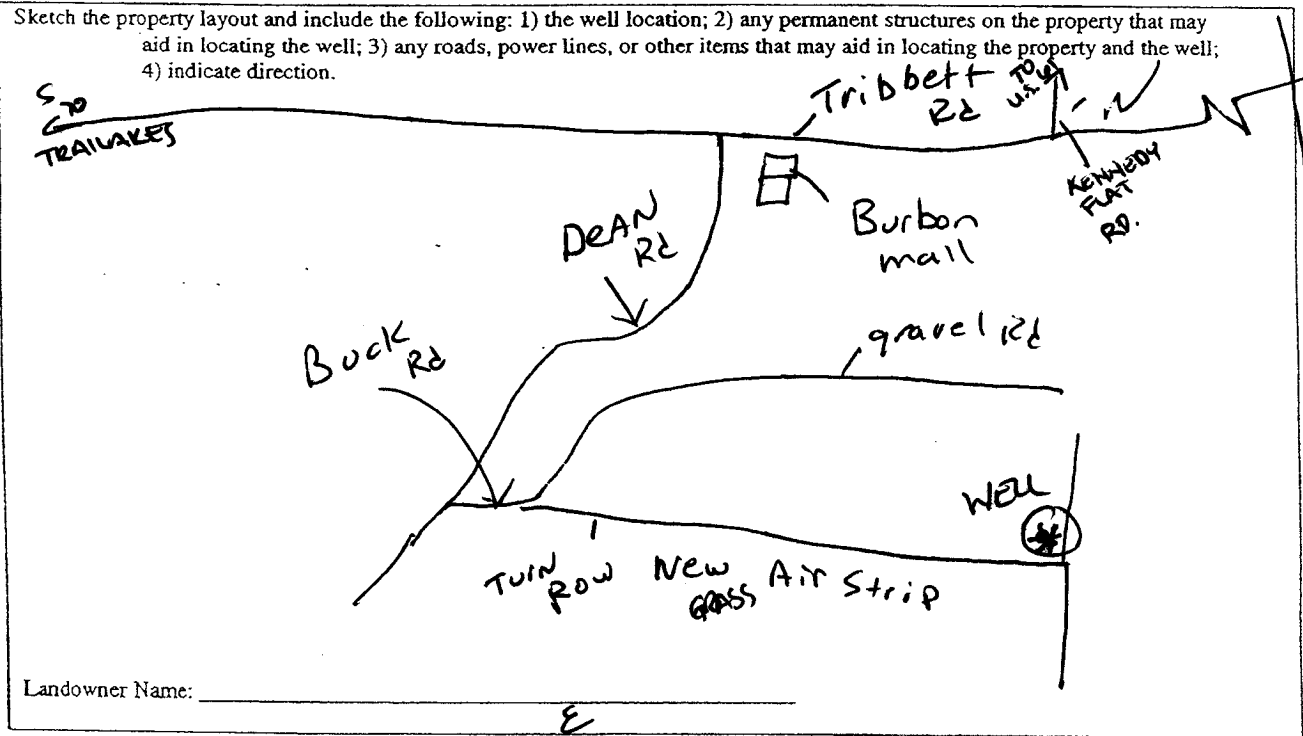 Sketch the property layout and include the following: 1) the well location; 2) any permanent structures on the property that may
aid in locating the well; 3) any roads, power lines, or other items that may aid in locating the property and the well;
4) indicate direction.
S
TO
TRAILAKES
Tribbett
Rd
TO
U.S. 61
N
KENNEDY
FLAT
RD.
Burbon
mall
DeAN
Rd
Buck
Rd
gravel Rd
WELL
TUIN
ROW
New
GRASS
Air Strip
Landowner Name:
E